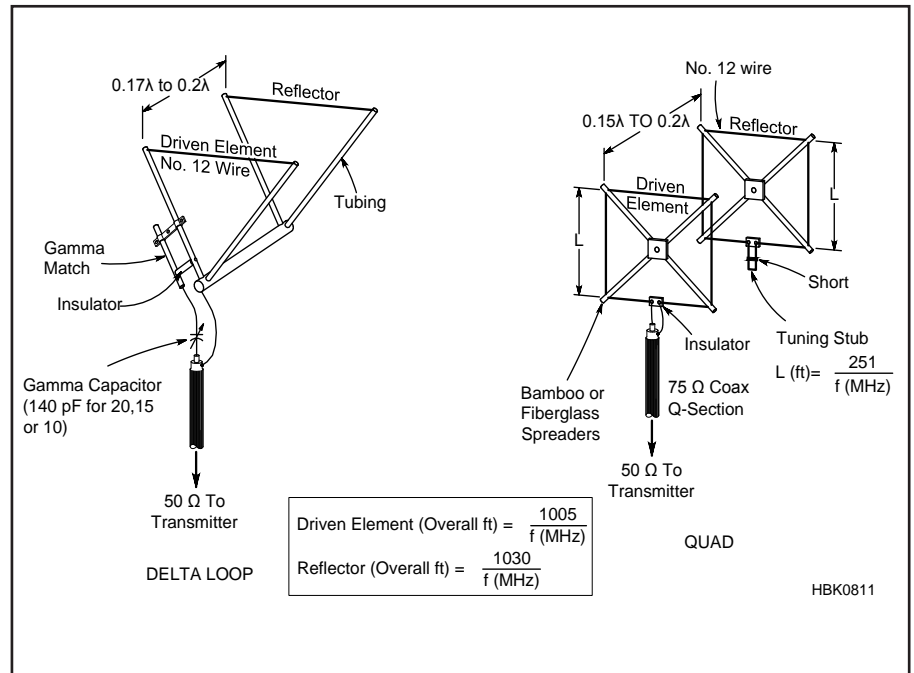 0.17λ to 0.2λ
Reflector
Driven Element
No. 12 Wire
Tubing
Gamma
Match
Insulator
Gamma Capacitor
(140 pF for 20,15
or 10)
50 Ω To
Transmitter
DELTA LOOP
Driven Element (Overall ft) = 1005
f (MHz)
Reflector (Overall ft) = 1030
f (MHz)
No. 12 wire
0.15λ TO 0.2λ
Reflector
Driven
Element
L
L
Short
Insulator
Tuning Stub
L (ft)= 251
f (MHz)
Bamboo or
Fiberglass
Spreaders
75 Ω Coax
Q-Section
50 Ω To
Transmitter
QUAD
HBK0811